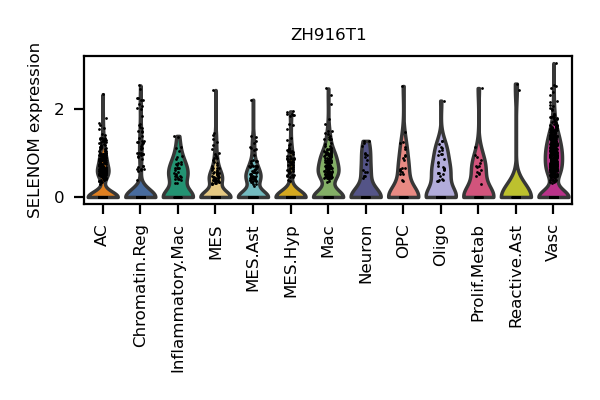 ZH916T1
SELENOM expression
2
0
AC
Chromatin.Reg
Inflammatory.Mac
MES
MES.Ast
MES.Hyp
Mac
Neuron
OPC
Oligo
Prolif.Metab
Reactive.Ast
Vasc